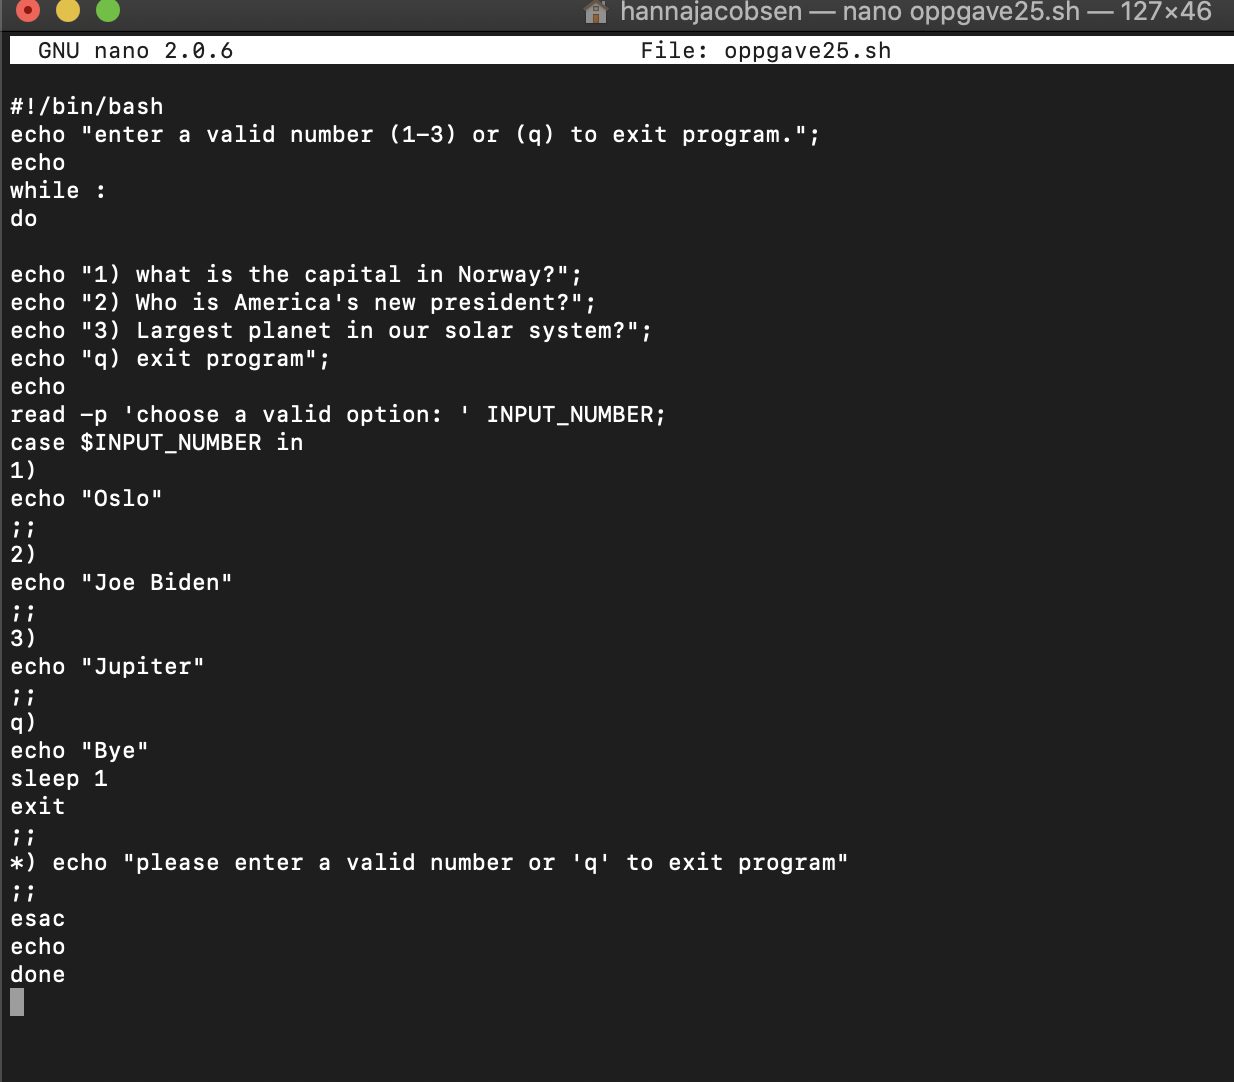 hannajacobsen — nano oppgave25.sh — 127×46
GNU nano 2.0.6 File: oppgave25.sh
#!/bin/bash
echo "enter a valid number (1-3) or (q) to exit program.";
echo
while :
do
echo "1) what is the capital in Norway?";
echo "2) Who is America's new president?";
echo "3) Largest planet in our solar system?";
echo "q) exit program";
echo
read -p 'choose a valid option: ' INPUT_NUMBER;
case $INPUT_NUMBER in
1)
echo "Oslo"
;;
2)
echo "Joe Biden"
;;
3)
echo "Jupiter"
;;
q)
echo "Bye"
sleep 1
exit
;;
*) echo "please enter a valid number or 'q' to exit program"
;;
esac
echo
done